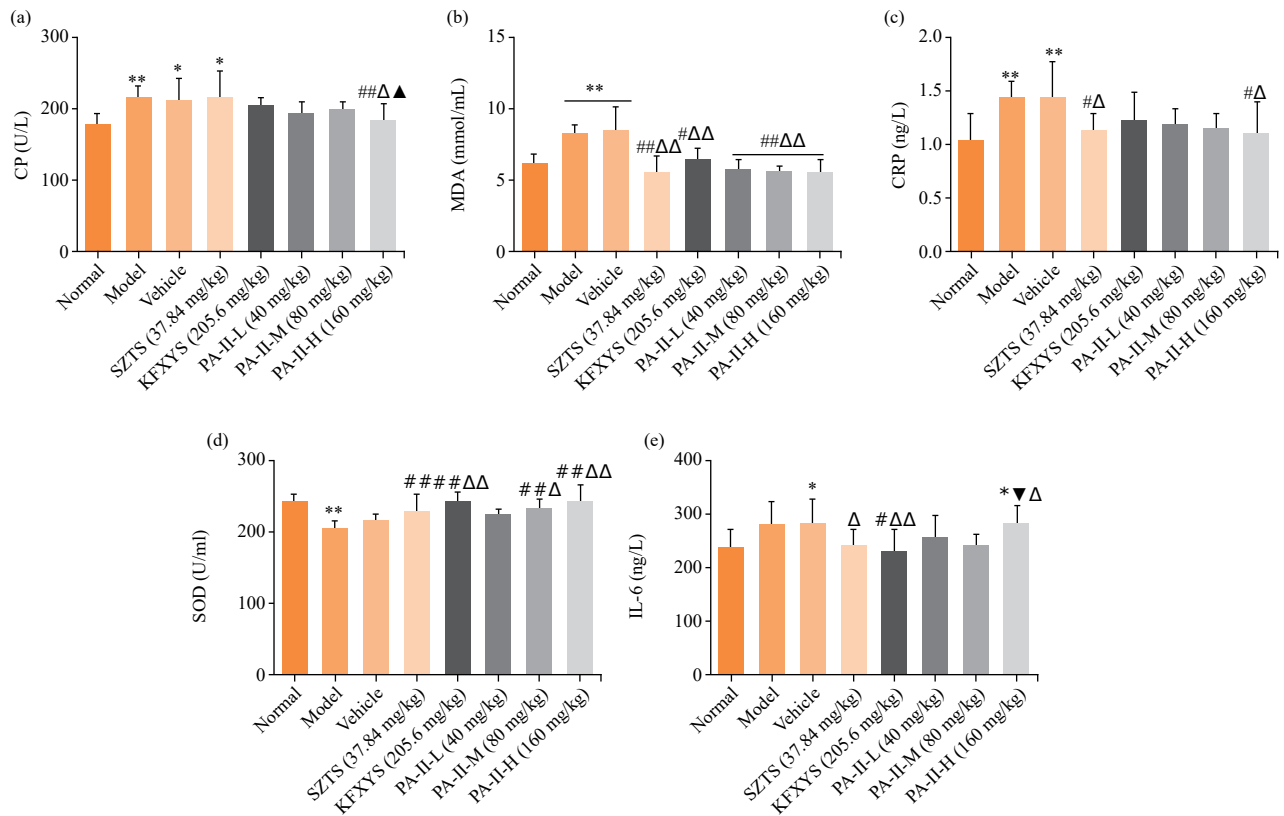 (a)
CP (U/L)
300
200
100
0
**
*
*
##Δ▲
Normal
Model
Vehicle
SZTS (37.84 mg/kg)
KFXYS (205.6 mg/kg)
PA-II-L (40 mg/kg)
PA-II-M (80 mg/kg)
PA-II-H (160 mg/kg)
(b)
MDA (mmol/mL)
15
10
5
0
**
##ΔΔ
#ΔΔ
##ΔΔ
Normal
Model
Vehicle
SZTS (37.84 mg/kg)
KFXYS (205.6 mg/kg)
PA-II-L (40 mg/kg)
PA-II-M (80 mg/kg)
PA-II-H (160 mg/kg)
(c)
CRP (ng/L)
2.0
1.5
1.0
0.5
0.0
**
**
#Δ
#Δ
Normal
Model
Vehicle
SZTS (37.84 mg/kg)
KFXYS (205.6 mg/kg)
PA-II-L (40 mg/kg)
PA-II-M (80 mg/kg)
PA-II-H (160 mg/kg)
(d)
SOD (U/ml)
300
200
100
0
**
##
##ΔΔ
##Δ
##ΔΔ
Normal
Model
Vehicle
SZTS (37.84 mg/kg)
KFXYS (205.6 mg/kg)
PA-II-L (40 mg/kg)
PA-II-M (80 mg/kg)
PA-II-H (160 mg/kg)
(e)
IL-6 (ng/L)
400
300
200
100
0
*
Δ
#ΔΔ
*▼Δ
Normal
Model
Vehicle
SZTS (37.84 mg/kg)
KFXYS (205.6 mg/kg)
PA-II-L (40 mg/kg)
PA-II-M (80 mg/kg)
PA-II-H (160 mg/kg)